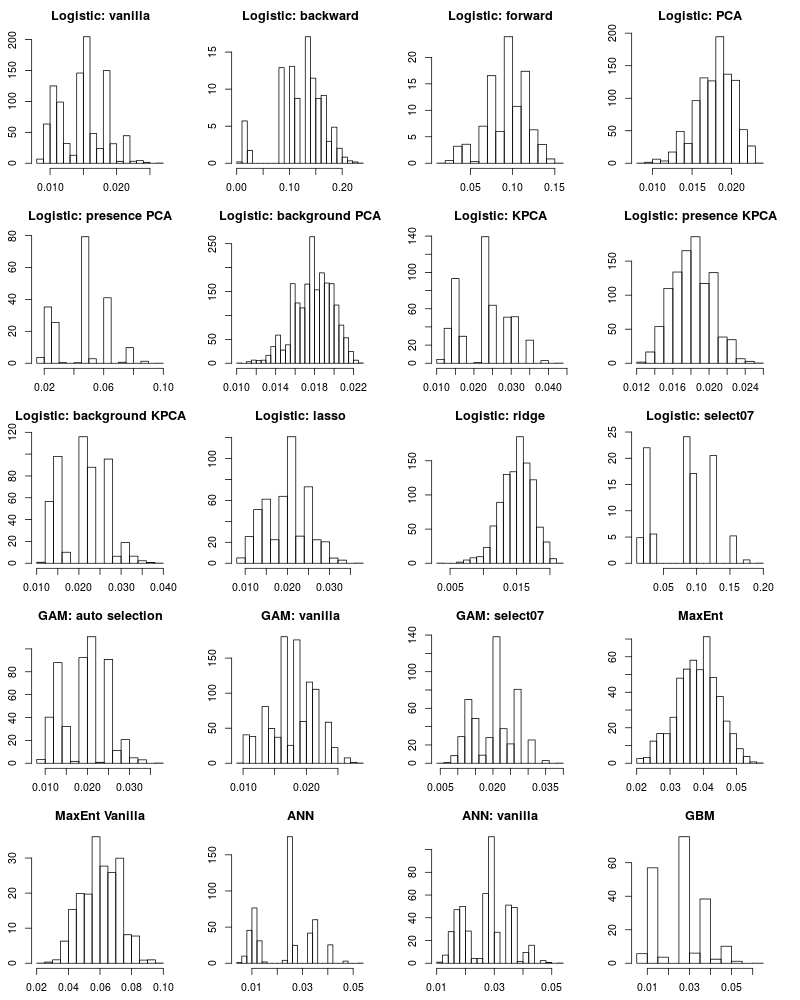 Logistic: vanilla
200
150
100
50
0
0.010 0.020
Logistic: backward
15
10
5
0
0.00 0.10 0.20
Logistic: forward
20
15
10
5
0
0.05 0.10 0.15
Logistic: PCA
200
150
100
50
0
0.010 0.015 0.020
Logistic: presence PCA
80
60
40
20
0
0.02 0.06 0.10
Logistic: background PCA
250
150
50
0
0.010 0.014 0.018 0.022
Logistic: KPCA
140
100
60
20
0
0.010 0.020 0.030 0.040
Logistic: presence KPCA
150
100
50
0
0.012 0.016 0.020 0.024
Logistic: background KPCA
120
80
60
40
20
0
0.010 0.020 0.030 0.040
Logistic: lasso
100
60
20
0
0.010 0.020 0.030
Logistic: ridge
150
100
50
0
0.005 0.015
Logistic: select07
25
20
15
10
5
0
0.05 0.10 0.15 0.20
GAM: auto selection
80
60
40
20
0
0.010 0.020 0.030
GAM: vanilla
150
100
50
0
0.010 0.020
GAM: select07
140
100
60
20
0
0.005 0.020 0.035
MaxEnt
60
40
20
0
0.02 0.03 0.04 0.05
MaxEnt Vanilla
30
20
10
0
0.02 0.04 0.06 0.08 0.10
ANN
150
100
50
0
0.01 0.03 0.05
ANN: vanilla
80
60
40
20
0
0.01 0.03 0.05
GBM
60
40
20
0
0.01 0.03 0.05